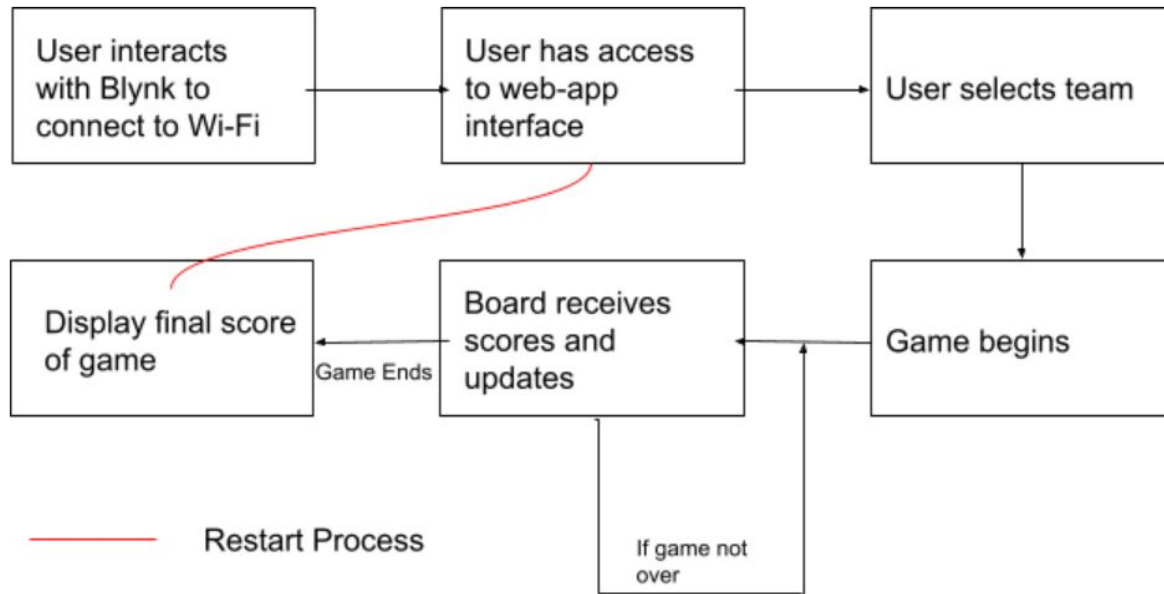 User interacts
with Blynk to
connect to Wi-Fi
User has access
to web-app
interface
User selects team
Display final score
of game
Game Ends
Board receives
scores and
updates
Game begins
Restart Process
If game not
over